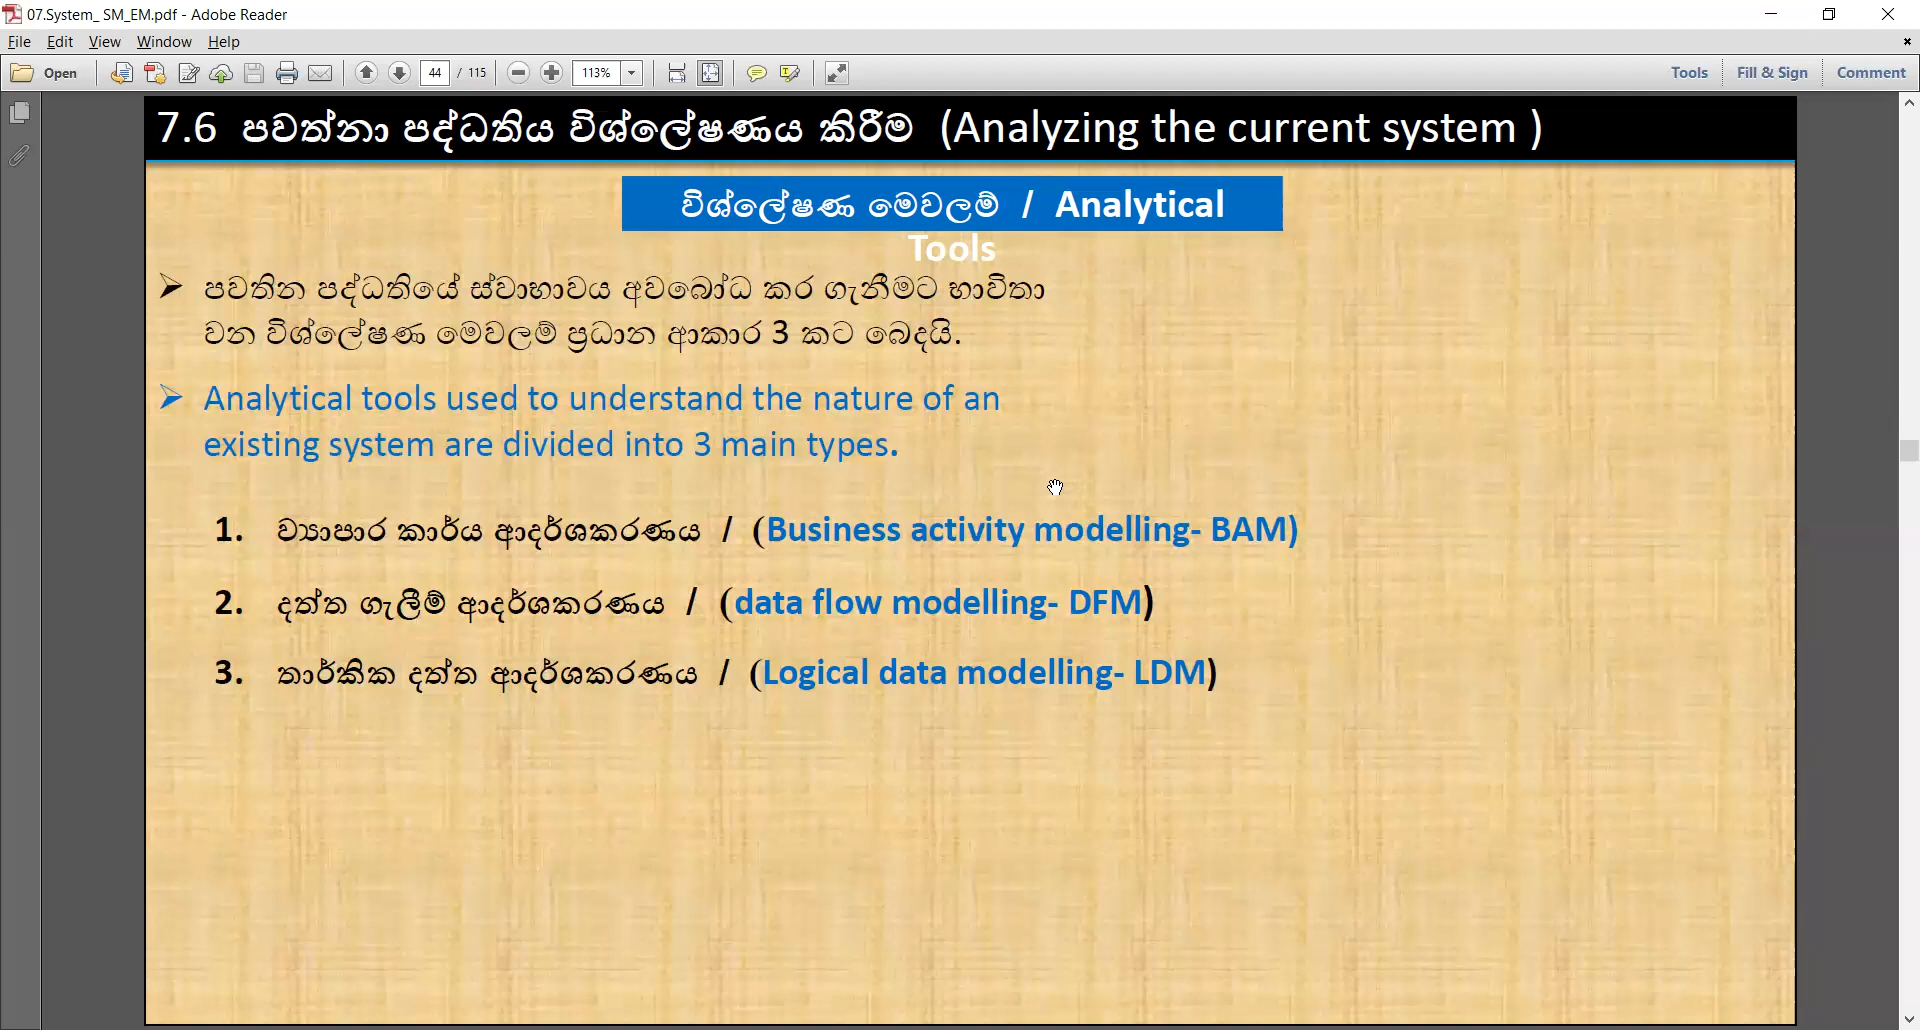 07.System_ SM_EM.pdf - Adobe Reader
File Edit View Window Help
Open 44 / 115 113% Tools Fill & Sign Comment
7.6 පවත්නා පද්ධතිය විශ්ලේෂණය කිරීම (Analyzing the current system )
විශ්ලේෂණ මෙවලම් / Analytical
Tools
පවතින පද්ධතියේ ස්වාභාවය අවබෝධ කර ගැනීමට භාවිතා
වන විශ්ලේෂණ මෙවලම් ප්‍රධාන ආකාර 3 කට බෙදයි.
Analytical tools used to understand the nature of an
existing system are divided into 3 main types.
1. ව්‍යාපාර කාර්ය ආදර්ශකරණය / (Business activity modelling- BAM)
2. දත්ත ගැලීම් ආදර්ශකරණය / (data flow modelling- DFM)
3. තාර්කික දත්ත ආදර්ශකරණය / (Logical data modelling- LDM)